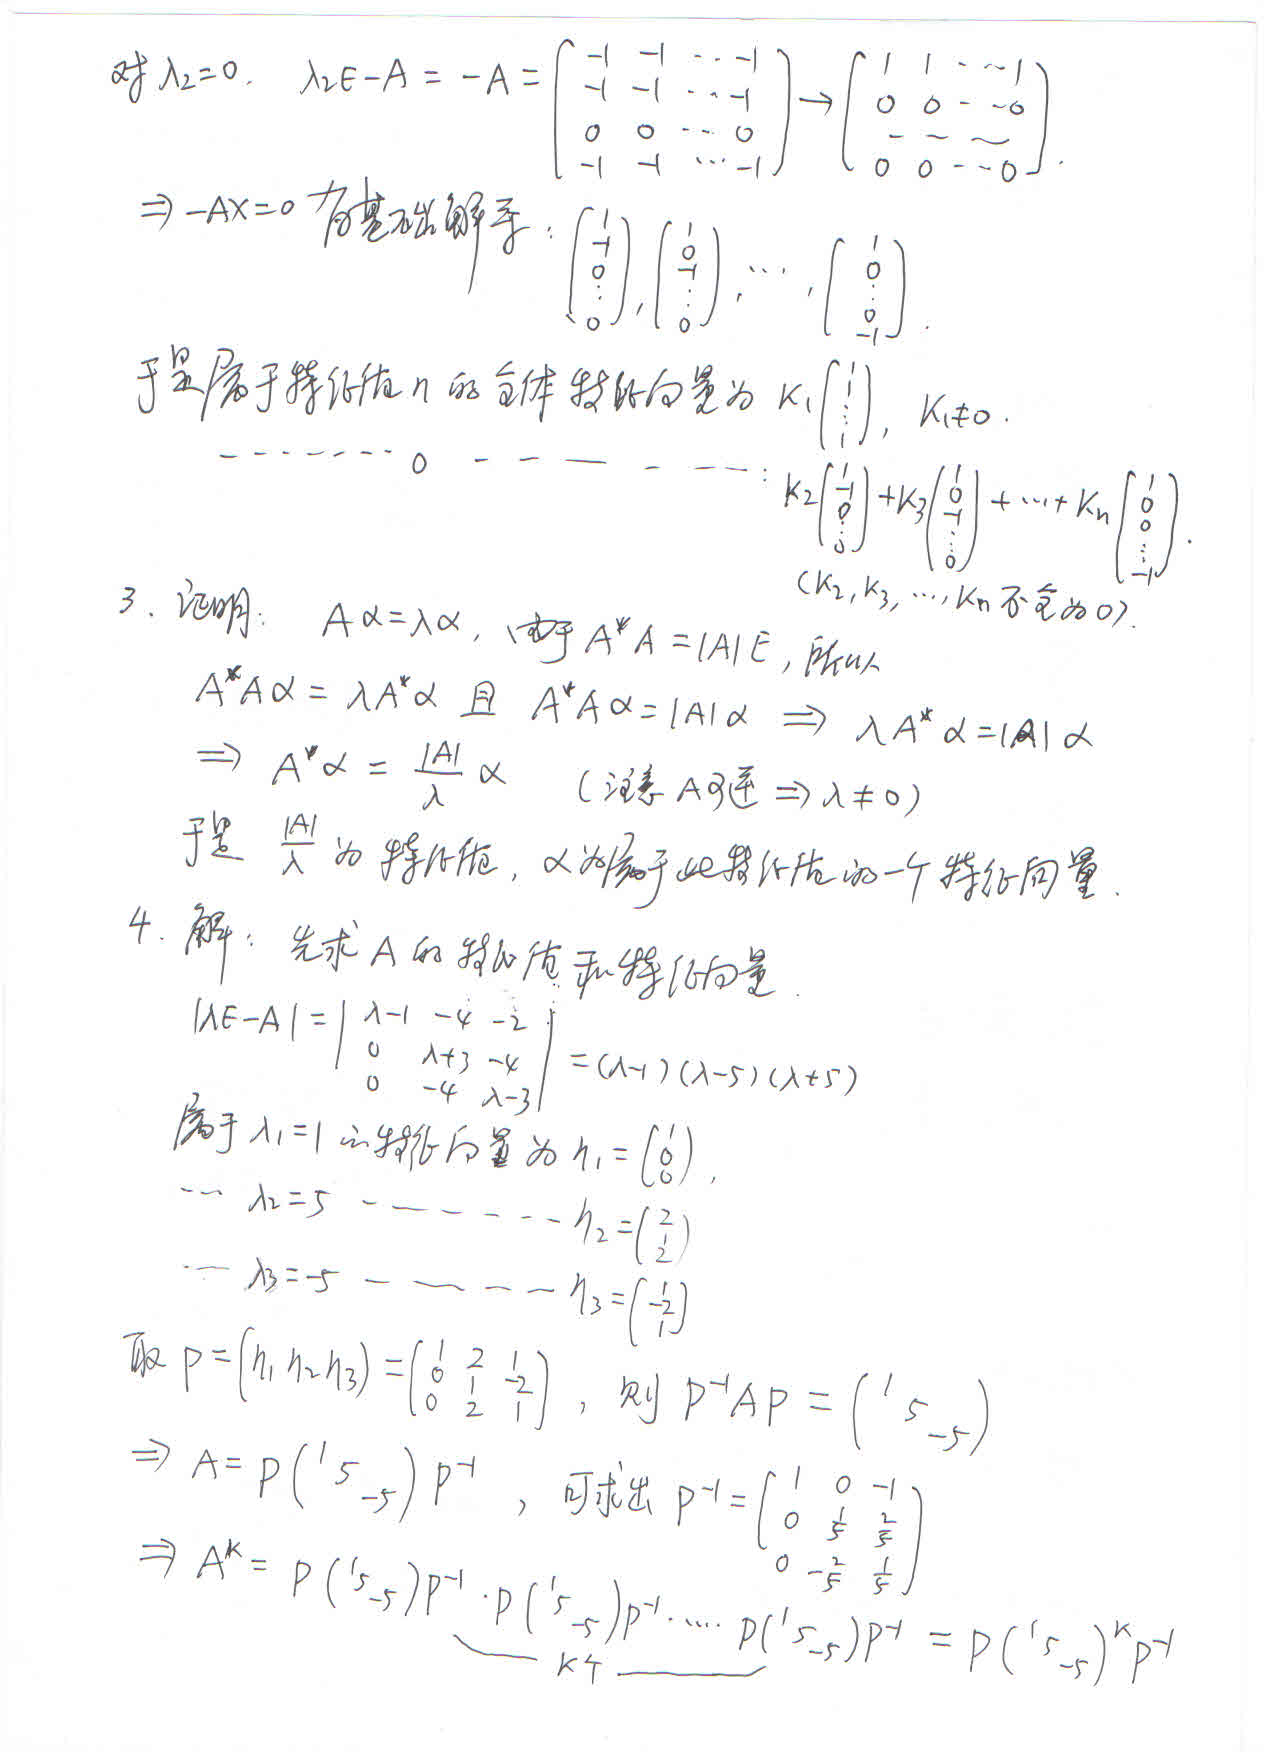 对 λ₂=0. λ₂E-A = -A = (-1 -1 ... -1; -1 -1 ... -1; 0 0 ... 0; -1 -1 ... -1) → (1 1 ... 1; 0 0 ... 0; ...; 0 0 ... 0).
⇒ -AX=0 有基础解系: (1 -1 0 ⋮ 0), (1 0 -1 ⋮ 0), ..., (1 0 ⋮ 0 -1).
于是属于特征值 n 的全体特征向量为 K₁(1 1 ⋮ 1), K₁≠0.
------- 0 ------- : K₂(1 -1 0 ⋮ 0)+K₃(1 0 -1 ⋮ 0)+...+Kn(1 0 0 ⋮ -1).
(K₂, K₃, ..., Kn 不全为0).
3. 证明: Aα=λα, 由于 A*A=|A|E, 所以
A*Aα=λA*α 且 A*Aα=|A|α ⇒ λA*α=|A|α
⇒ A*α = |A|/λ α (注意 A可逆 ⇒ λ≠0)
于是 |A|/λ 为特征值, α为属于此特征值的一个特征向量.
4. 解: 先求 A 的特征值和特征向量.
|λE-A| = |λ-1 -4 -2; 0 λ+3 -4; 0 -4 λ-3| = (λ-1)(λ-5)(λ+5)
属于 λ₁=1 的特征向量为 η₁=(1 0 0),
... λ₂=5 ------- η₂=(2 1 2)
... λ₃=-5 ------- η₃=(1 -2 1)
取 P=(η₁ η₂ η₃)=(1 2 1; 0 1 -2; 0 2 1), 则 P⁻¹AP = (1 5 -5)
⇒ A=P(1 5 -5)P⁻¹, 可求出 P⁻¹=(1 0 -1; 0 1/5 2/5; 0 -2/5 1/5)
⇒ Aᴷ= P(1 5 -5)P⁻¹·P(1 5 -5)P⁻¹.....P(1 5 -5)P⁻¹ = P(1 5 -5)ᴷP⁻¹
K个